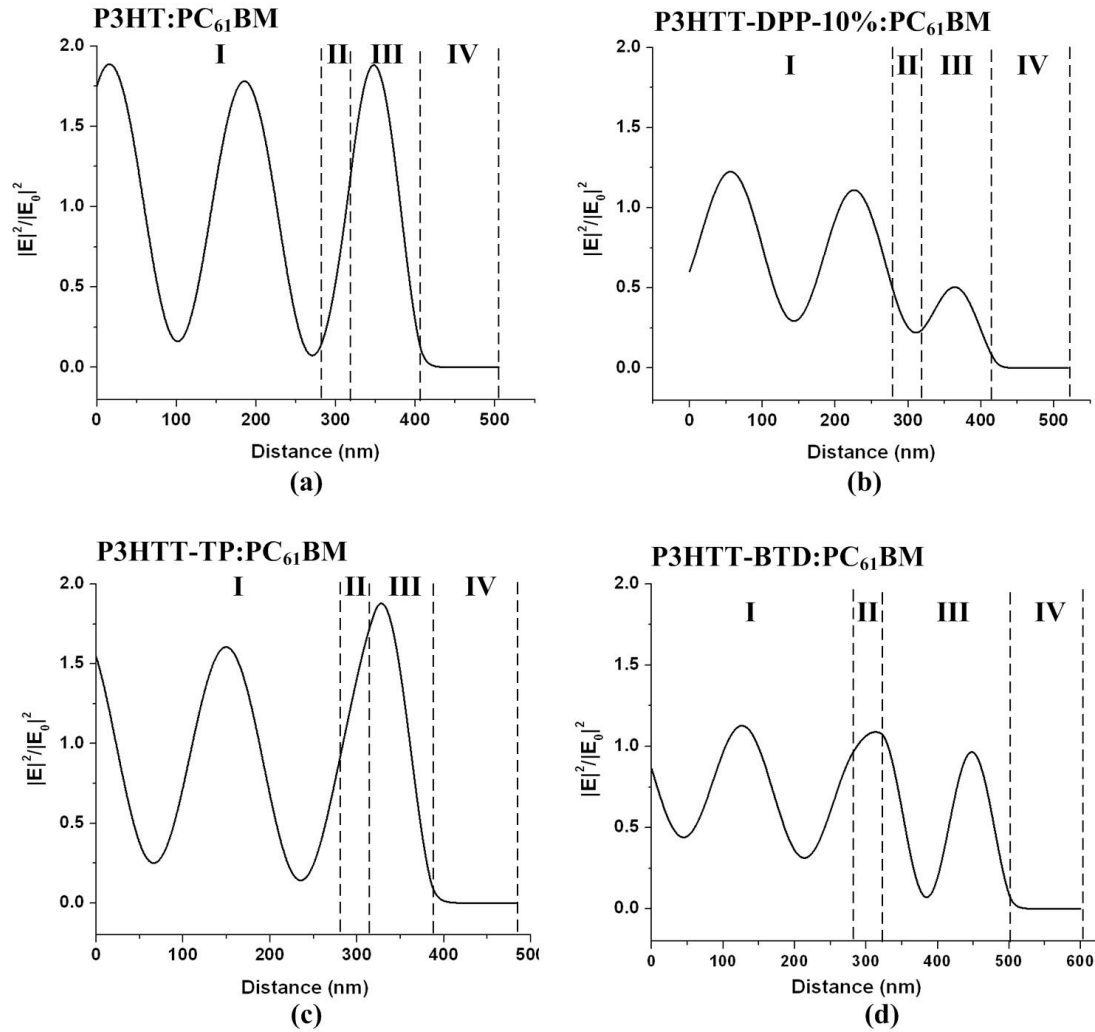 P3HT:PC₆₁BM
I II III IV
2.0
1.5
1.0
0.5
0.0
|E|²/|E₀|²
0 100 200 300 400 500
Distance (nm)
(a)
P3HTT-DPP-10%:PC₆₁BM
I II III IV
2.0
1.5
1.0
0.5
0.0
|E|²/|E₀|²
0 100 200 300 400 500
Distance (nm)
(b)
P3HTT-TP:PC₆₁BM
I II III IV
2.0
1.5
1.0
0.5
0.0
|E|²/|E₀|²
0 100 200 300 400 500
Distance (nm)
(c)
P3HTT-BTD:PC₆₁BM
I II III IV
2.0
1.5
1.0
0.5
0.0
|E|²/|E₀|²
0 100 200 300 400 500 600
Distance (nm)
(d)